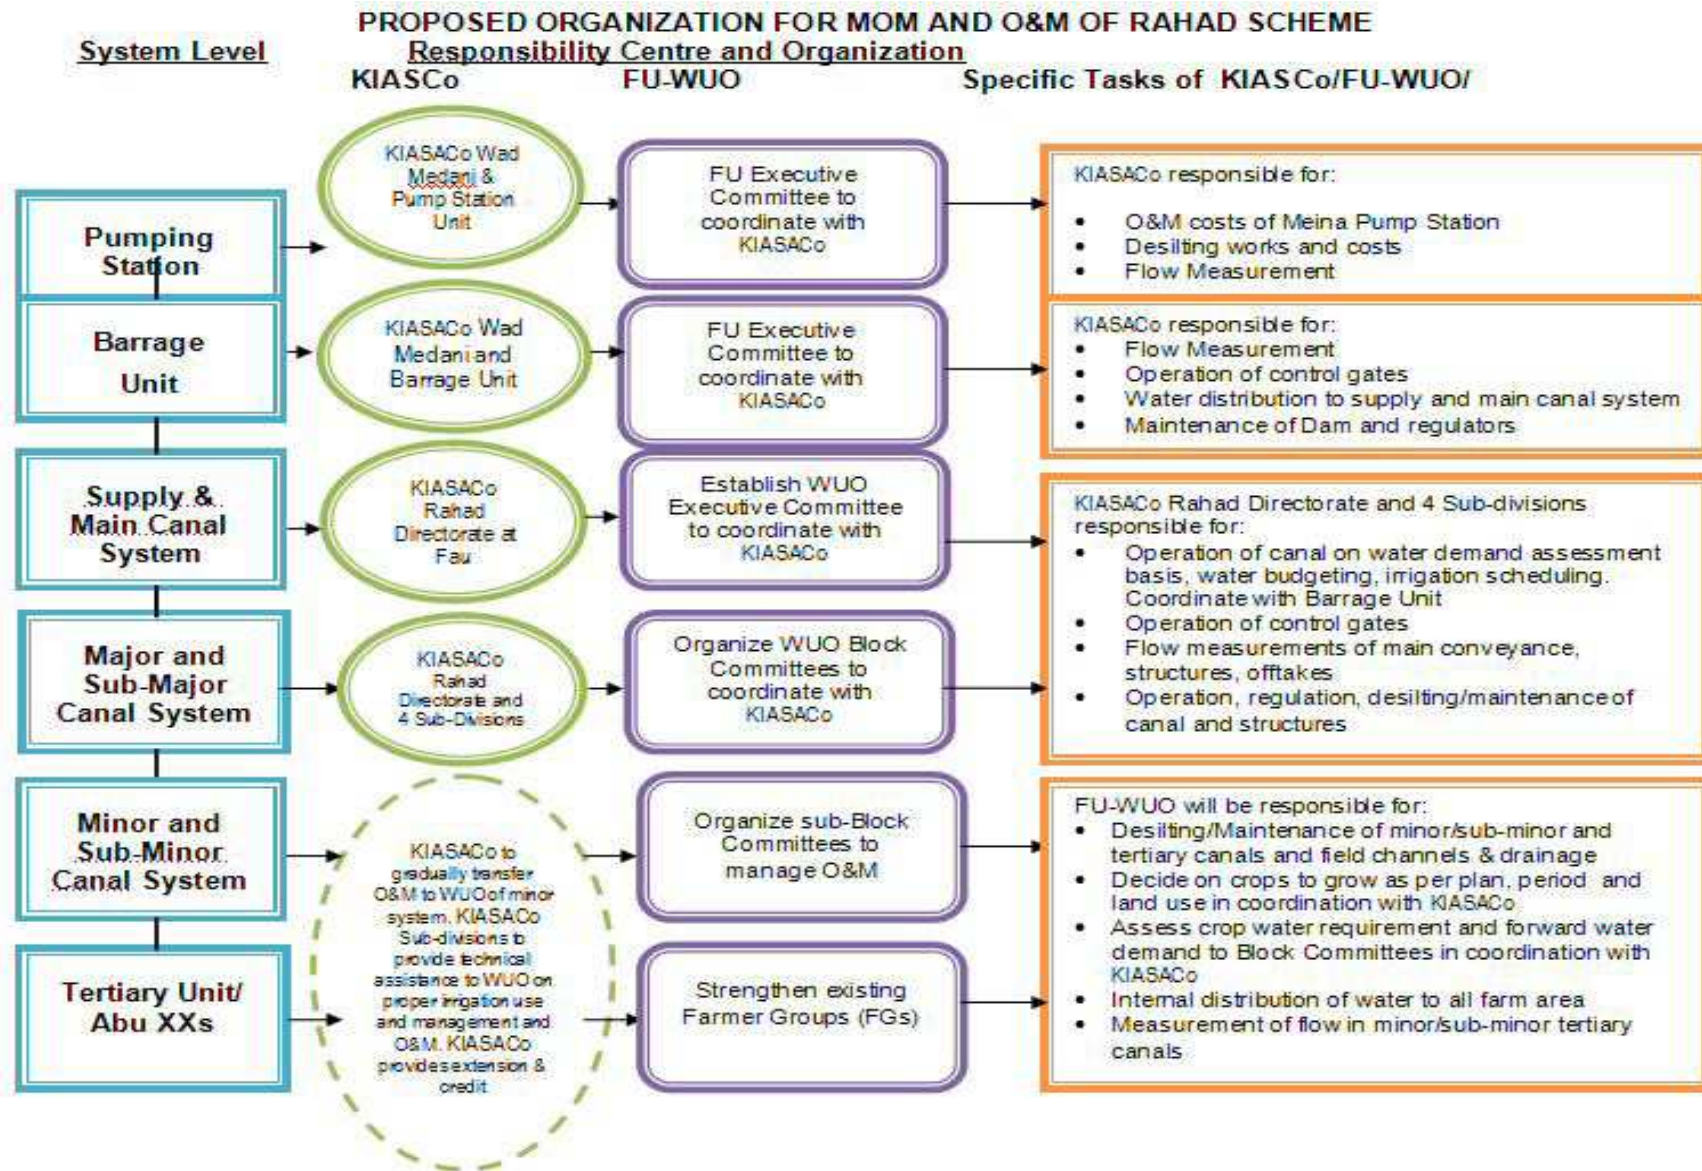 PROPOSED ORGANIZATION FOR MOM AND O&M OF RAHAD SCHEME
System Level
Responsibility Centre and Organization
KIASCo
FU-WUO
Specific Tasks of KIASCo/FU-WUO/
Pumping
Station
KIASACo Wad
Medani &
Pump Station
Unit
FU Executive
Committee to
coordinate with
KIASACo
KIASACo responsible for:
• O&M costs of Meina Pump Station
• Desilting works and costs
• Flow Measurement
Barrage
Unit
KIASACo Wad
Medani and
Barrage Unit
FU Executive
Committee to
coordinate with
KIASACo
KIASACo responsible for:
• Flow Measurement
• Operation of control gates
• Water distribution to supply and main canal system
• Maintenance of Dam and regulators
Supply &
Main Canal
System
KIASACo
Rahad
Directorate at
Fau
Establish WUO
Executive Committee
to coordinate with
KIASACo
KIASACo Rahad Directorate and 4 Sub-divisions
responsible for:
• Operation of canal on water demand assessment
basis, water budgeting, irrigation scheduling.
Coordinate with Barrage Unit
• Operation of control gates
• Flow measurements of main conveyance,
structures, offtakes
• Operation, regulation, desilting/maintenance of
canal and structures
Major and
Sub-Major
Canal System
KIASACo
Rahad
Directorate and
4 Sub-Divisions
Organize WUO Block
Committees to
coordinate with
KIASACo
Minor and
Sub-Minor
Canal System
KIASACo to
gradually transfer
O&M to WUO of minor
system. KIASACo
Sub-divisions to
provide technical
assistance to WUO on
proper irrigation use
and management and
O&M. KIASACo
provides extension &
credit
Organize sub-Block
Committees to
manage O&M
FU-WUO will be responsible for:
• Desilting/Maintenance of minor/sub-minor and
tertiary canals and field channels & drainage
• Decide on crops to grow as per plan, period and
land use in coordination with KIASACo
• Assess crop water requirement and forward water
demand to Block Committees in coordination with
KIASACo
• Internal distribution of water to all farm area
• Measurement of flow in minor/sub-minor tertiary
canals
Tertiary Unit/
Abu XXs
Strengthen existing
Farmer Groups (FGs)